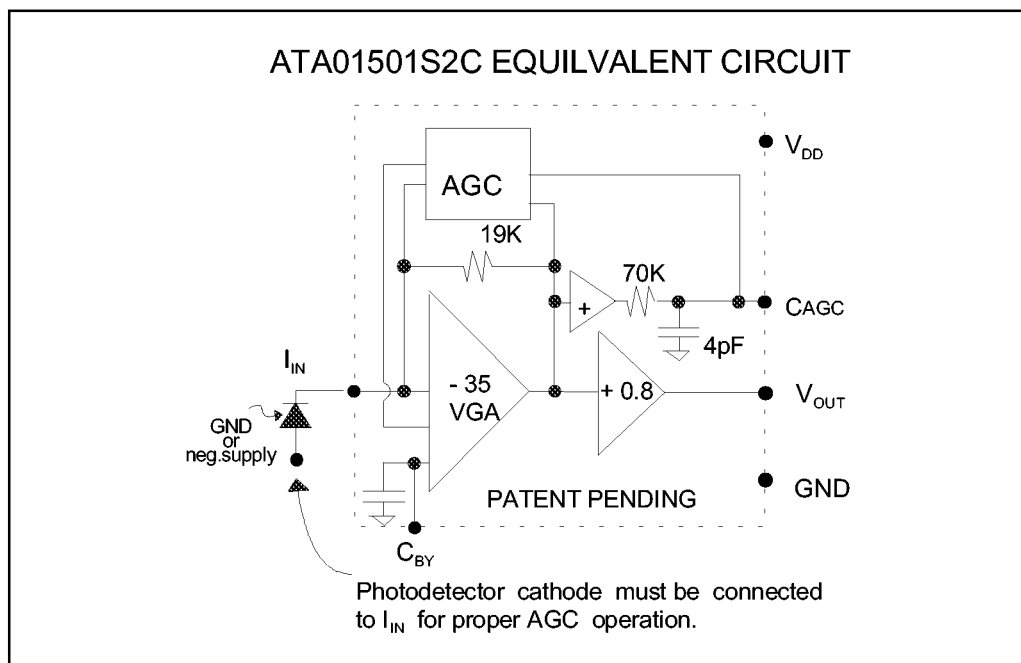 ATA01501S2C EQUILVALENT CIRCUIT
VDD
AGC
19K
70K
CAGC
4pF
IIN
- 35
VGA
+ 0.8
VOUT
GND
or
neg.supply
+
GND
PATENT PENDING
CBY
Photodetector cathode must be connected
to IIN for proper AGC operation.